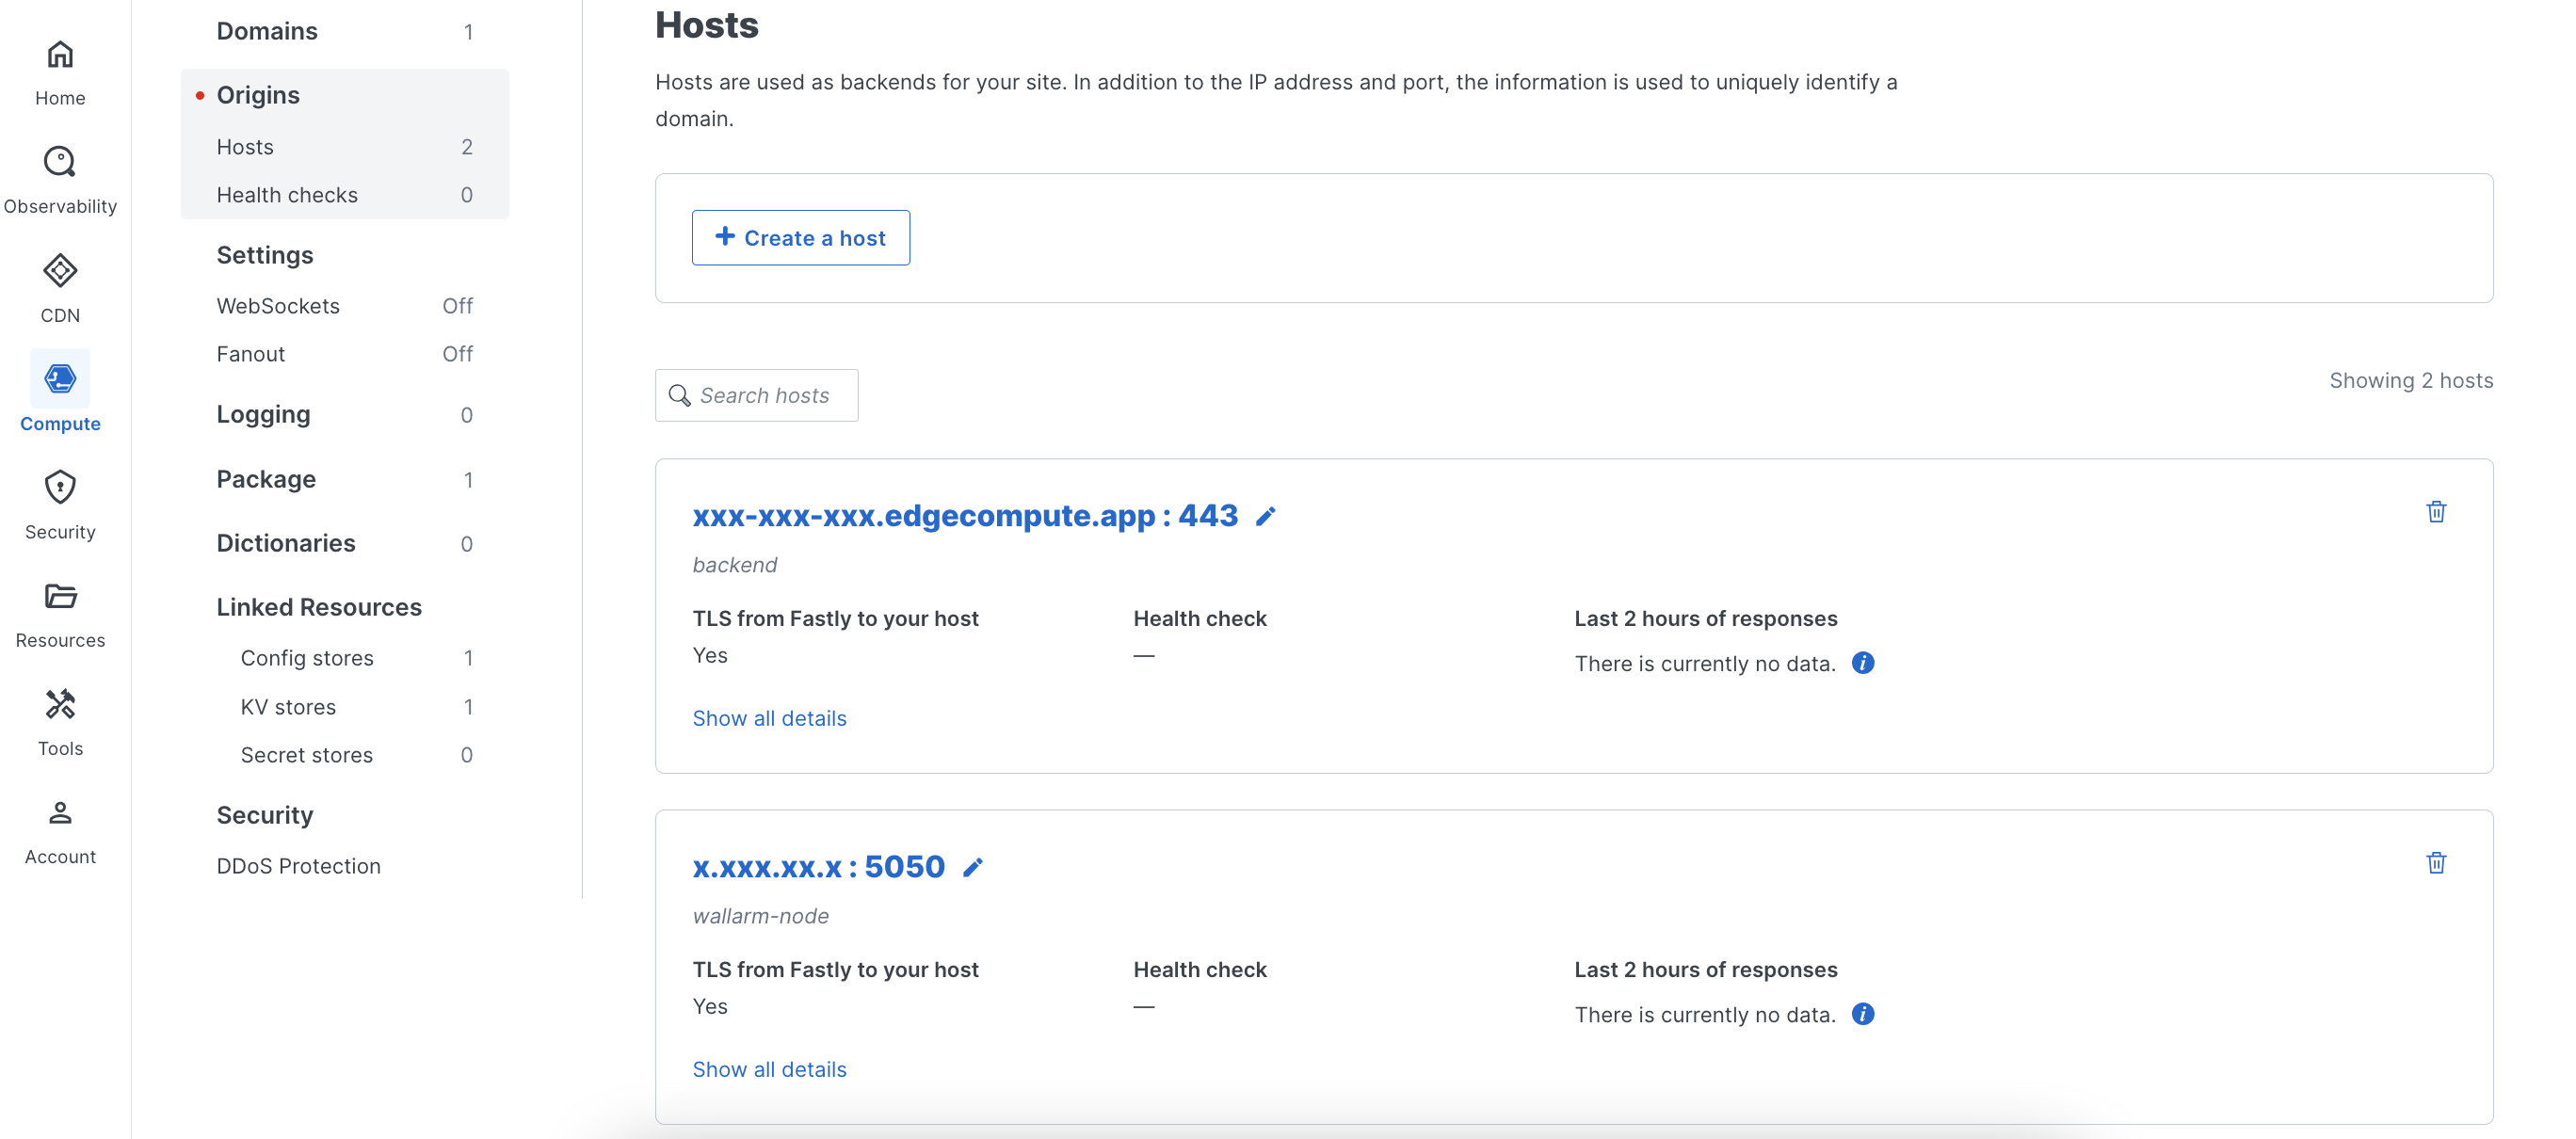 Home
Observability
CDN
Compute
Security
Resources
Tools
Account
Domains 1
Origins
Hosts 2
Health checks 0
Settings
WebSockets Off
Fanout Off
Logging 0
Package 1
Dictionaries 0
Linked Resources
Config stores 1
KV stores 1
Secret stores 0
Security
DDoS Protection
Hosts
Hosts are used as backends for your site. In addition to the IP address and port, the information is used to uniquely identify a
domain.
+ Create a host
Search hosts
Showing 2 hosts
xxx-xxx-xxx.edgecompute.app : 443
backend
TLS from Fastly to your host Health check Last 2 hours of responses
Yes — There is currently no data.
Show all details
x.xxx.xx.x : 5050
wallarm-node
TLS from Fastly to your host Health check Last 2 hours of responses
Yes — There is currently no data.
Show all details